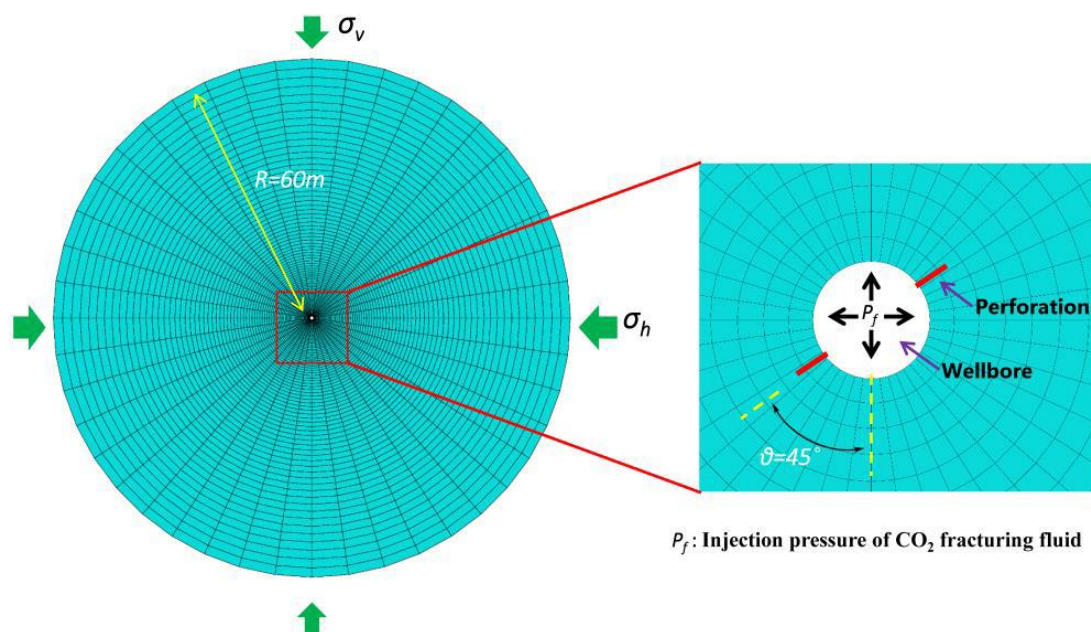 σv
R=60m
σh
Pf
Perforation
Wellbore
ϑ=45°
Pf: Injection pressure of CO2 fracturing fluid